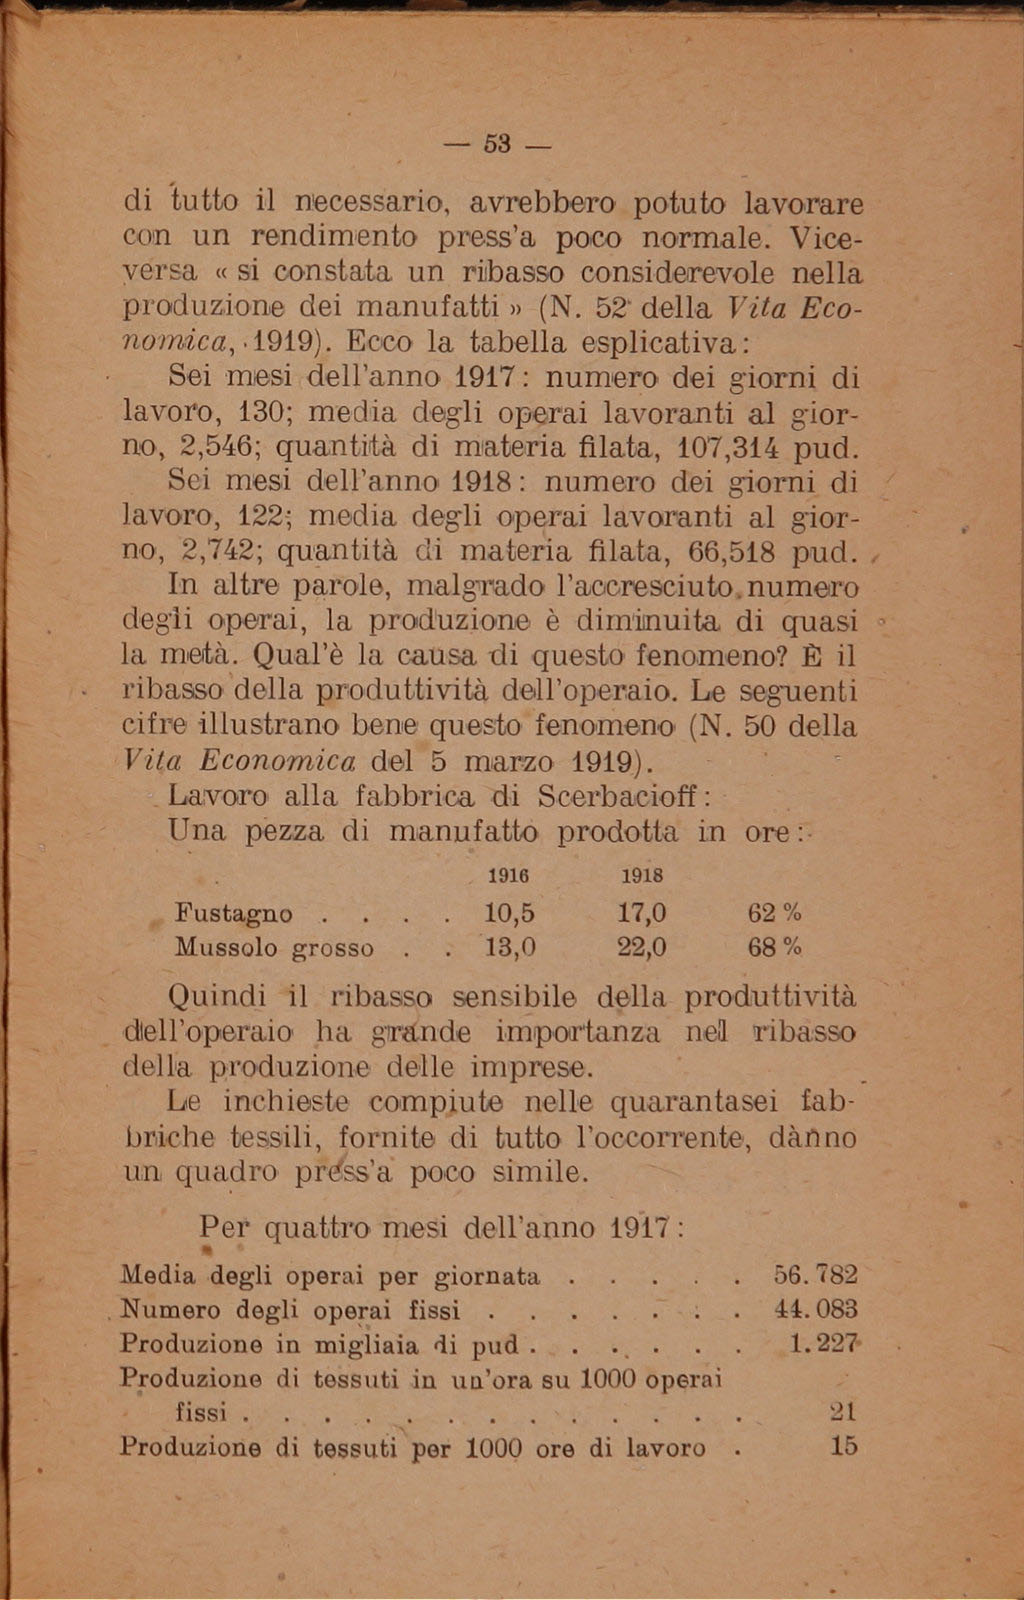 — 53 —
di tutto il necessario, avrebbero potuto lavorare
con un rendimento press'a poco normale. Vice-
versa « si constata un ribasso considerevole nella
produzione dei manufatti » (N. 52 della Vita Eco-
nomica, 1919). Ecco la tabella esplicativa:
Sei mesi dell'anno 1917: numero dei giorni di
lavoro, 130; media degli operai lavoranti al gior-
no, 2,546; quantità di materia filata, 107,314 pud.
Sei mesi dell'anno 1918: numero dei giorni di
lavoro, 122; media degli operai lavoranti al gior-
no, 2,742; quantità di materia filata, 66,518 pud.
In altre parole, malgrado l'accresciuto numero
degli operai, la produzione è diminuita di quasi
la metà. Qual'è la causa di questo fenomeno? È il
ribasso della produttività dell'operaio. Le seguenti
cifre illustrano bene questo fenomeno (N. 50 della
Vita Economica del 5 marzo 1919).
Lavoro alla fabbrica di Scerbacioff:
Una pezza di manufatto prodotta in ore:
1916 1918
Fustagno . . . . 10,5 17,0 62 %
Mussolo grosso . . 13,0 22,0 68 %
Quindi il ribasso sensibile della produttività
dell'operaio ha grande importanza nel ribasso
della produzione delle imprese.
Le inchieste compiute nelle quarantasei fab-
briche tessili, fornite di tutto l'occorrente, dànno
un quadro press'a poco simile.
Per quattro mesi dell'anno 1917:
Media degli operai per giornata . . . . . 56.782
Numero degli operai fissi . . . . . . . 44.083
Produzione in migliaia di pud . . . . . . 1.227
Produzione di tessuti in un'ora su 1000 operai
fissi . . . . . . . . . . . . . 21
Produzione di tessuti per 1000 ore di lavoro . 15